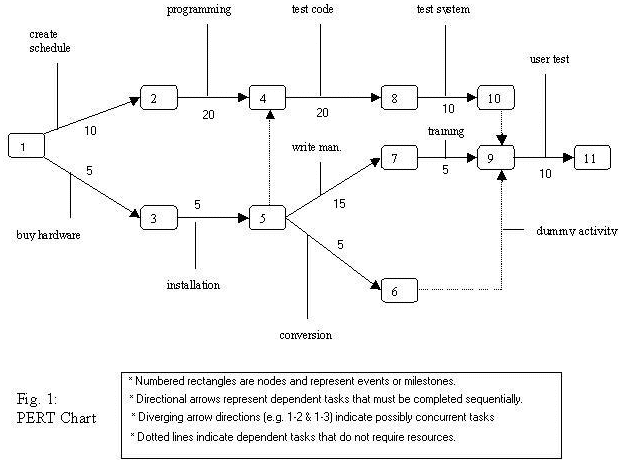 programming
test code
test system
create
schedule
user test
2
4
8
10
20
20
10
10
training
write man.
1
7
9
11
5
5
10
15
5
3
5
5
dummy activity
buy hardware
installation
6
conversion
Fig. 1:
PERT Chart
* Numbered rectangles are nodes and represent events or milestones.
* Directional arrows represent dependent tasks that must be completed sequentially.
* Diverging arrow directions (e.g. 1-2 & 1-3) indicate possibly concurrent tasks
* Dotted lines indicate dependent tasks that do not require resources.